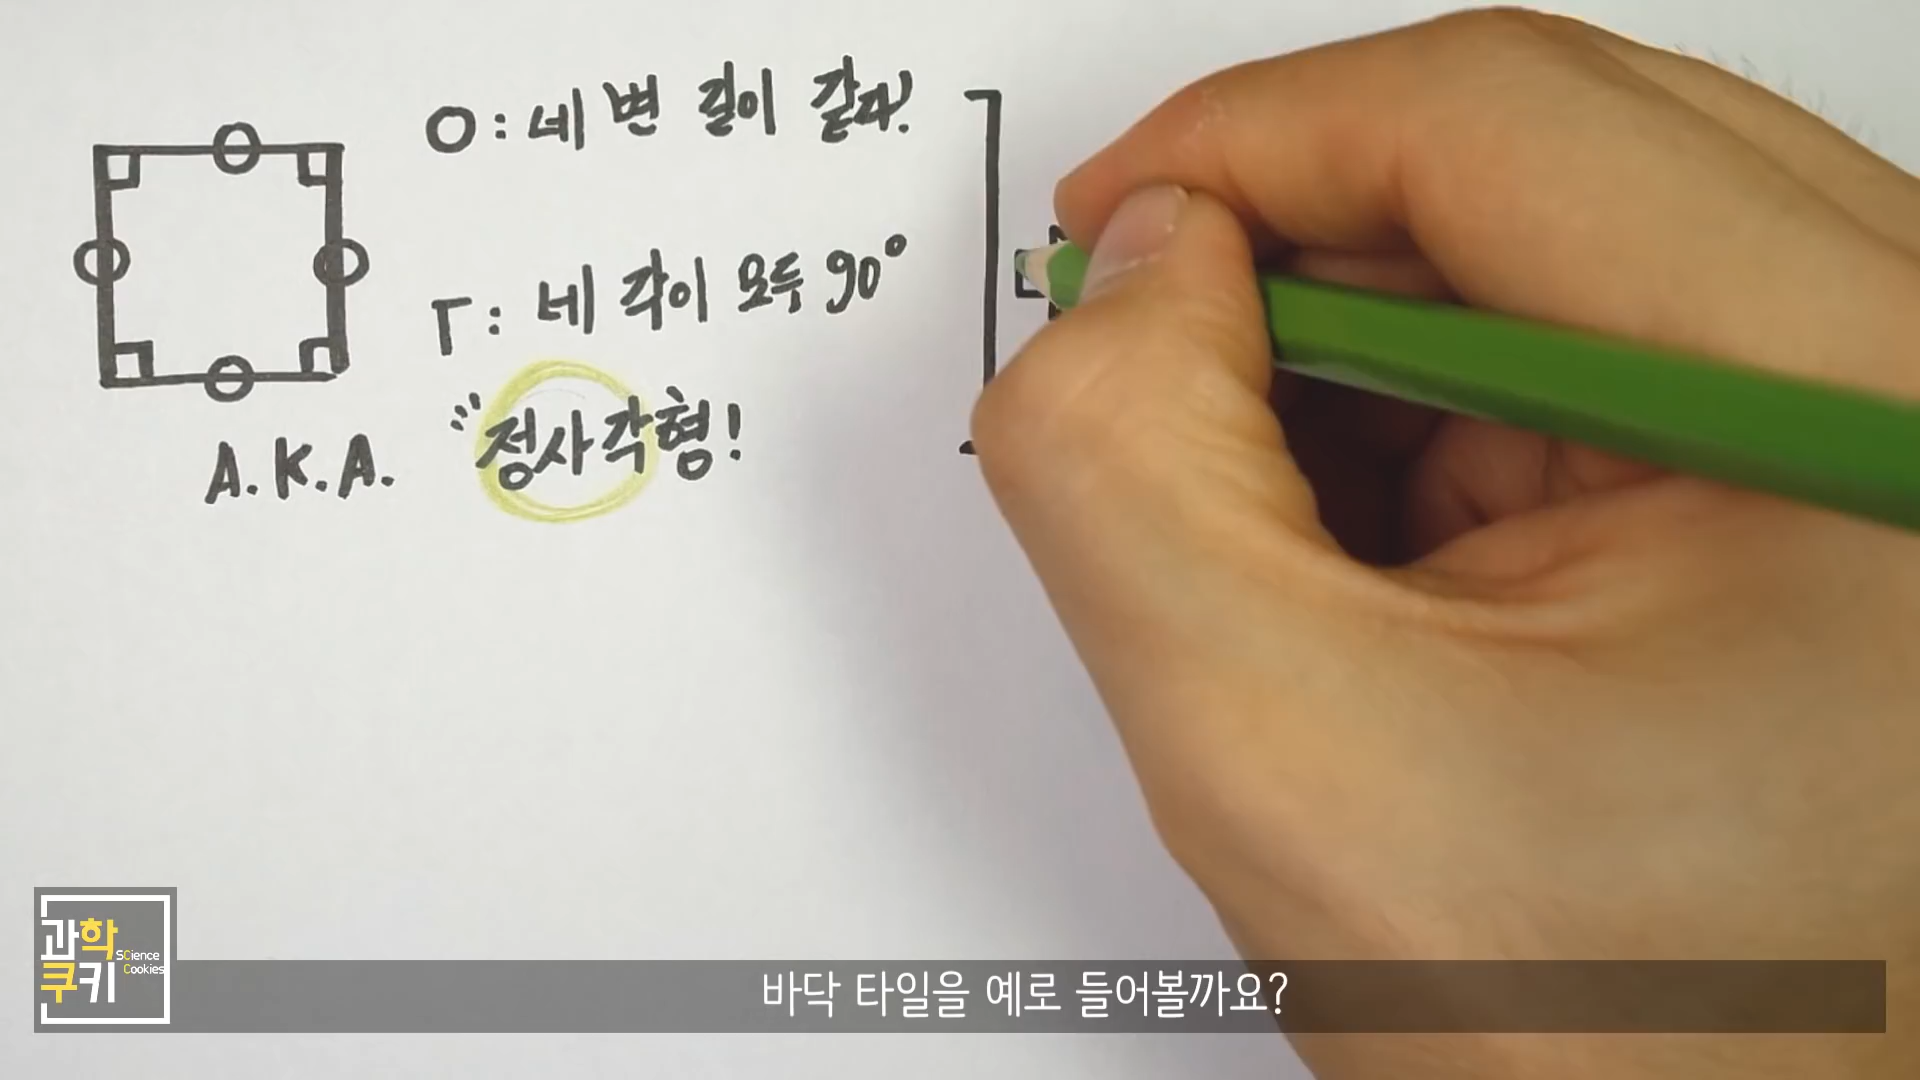 O : 네 변 길이 같다!
ㄱ : 네 각이 모두 90°
A.K.A. "정사각형!
과학
쿠키
Science
Cookies
바닥 타일을 예로 들어볼까요?